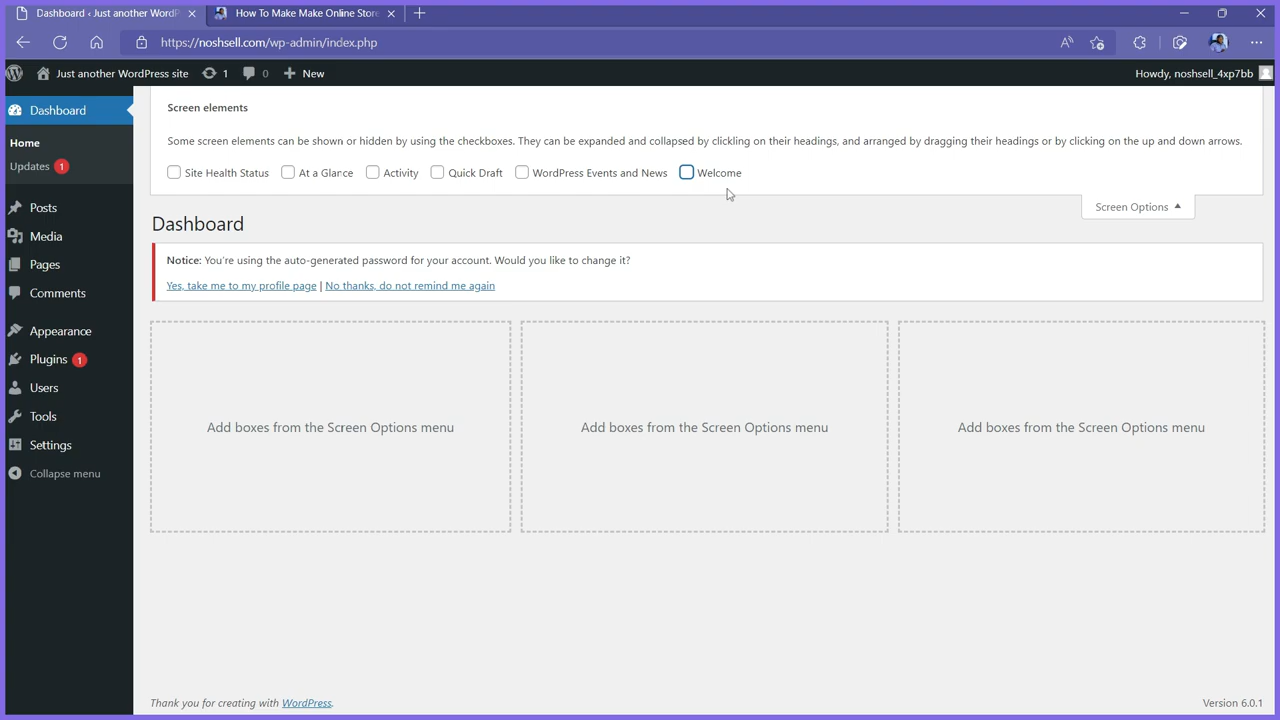 Dashboard ‹ Just another WordP
How To Make Make Online Store
https://noshsell.com/wp-admin/index.php
Just another WordPress site
1
0
New
Howdy, noshsell_4xp7bb
Dashboard
Home
Updates 1
Posts
Media
Pages
Comments
Appearance
Plugins 1
Users
Tools
Settings
Collapse menu
Screen elements
Some screen elements can be shown or hidden by using the checkboxes. They can be expanded and collapsed by clickling on their headings, and arranged by dragging their headings or by clicking on the up and down arrows.
Site Health Status
At a Glance
Activity
Quick Draft
WordPress Events and News
Welcome
Screen Options
Dashboard
Notice: You're using the auto-generated password for your account. Would you like to change it?
Yes, take me to my profile page | No thanks, do not remind me again
Add boxes from the Screen Options menu
Add boxes from the Screen Options menu
Add boxes from the Screen Options menu
Thank you for creating with WordPress.
Version 6.0.1